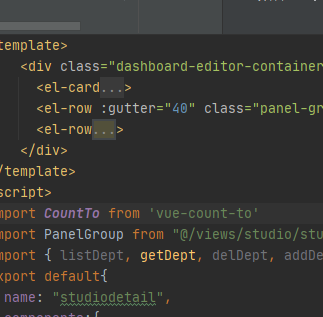 template>
<div class="dashboard-editor-container
<el-card...>
<el-row :gutter="40" class="panel-gr
<el-row...>
</div>
/template>
script>
mport CountTo from 'vue-count-to'
mport PanelGroup from "@/views/studio/stu
mport { listDept, getDept, delDept, addDe
xport default{
name: "studiodetail",
components:{